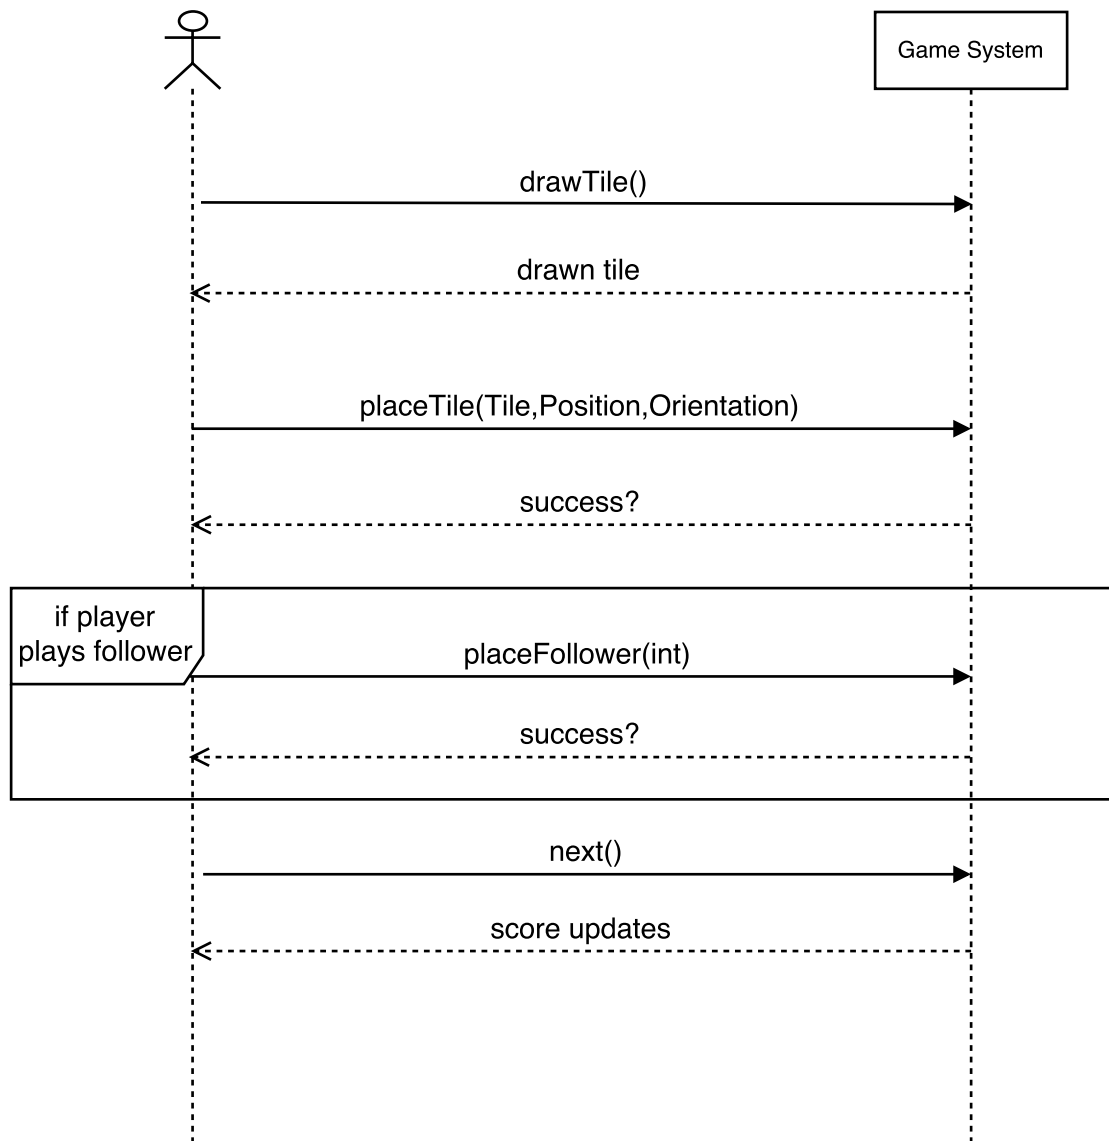 Game System
drawTile()
drawn tile
placeTile(Tile,Position,Orientation)
success?
if player
plays follower
placeFollower(int)
success?
next()
score updates